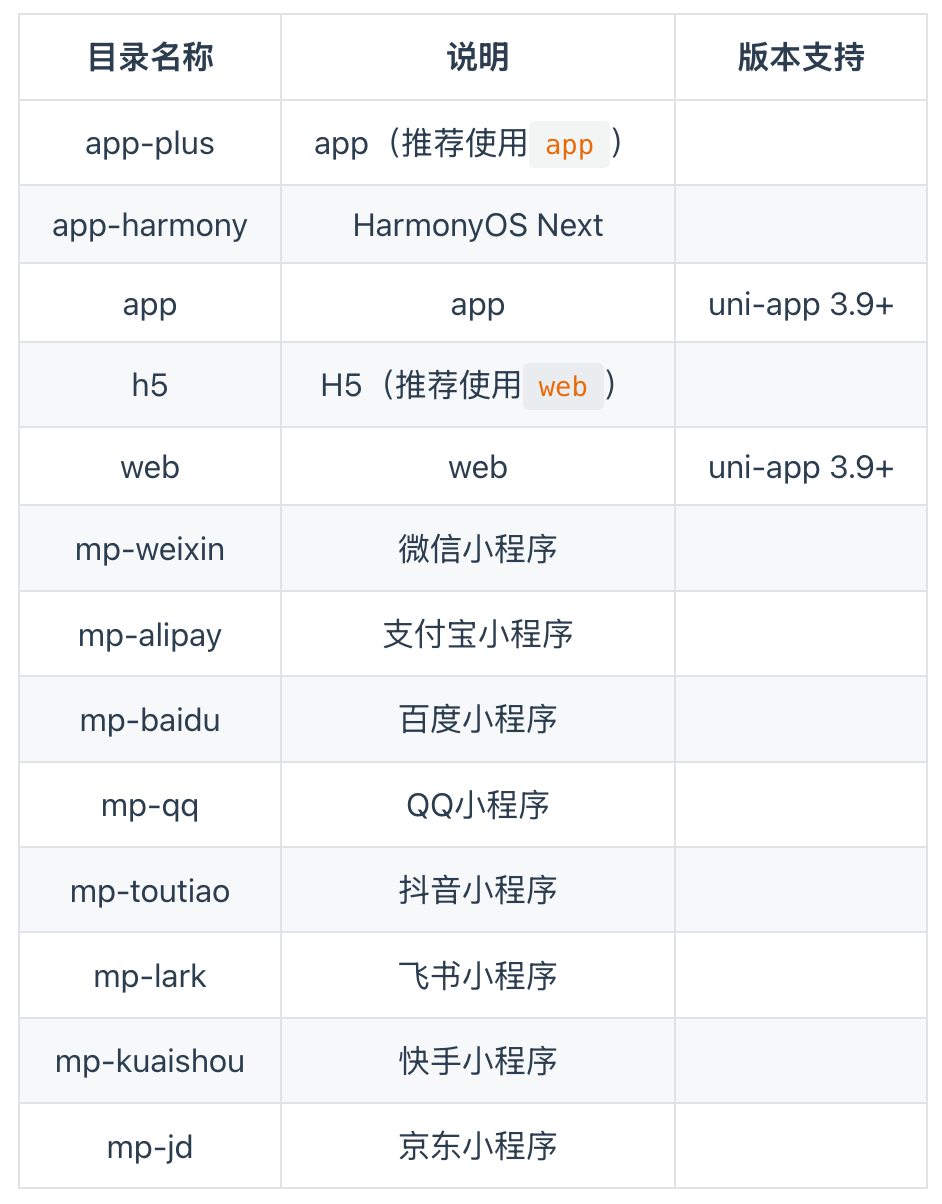 目录名称 说明 版本支持
app-plus app（推荐使用 app ）
app-harmony HarmonyOS Next
app app uni-app 3.9+
h5 H5（推荐使用 web ）
web web uni-app 3.9+
mp-weixin 微信小程序
mp-alipay 支付宝小程序
mp-baidu 百度小程序
mp-qq QQ小程序
mp-toutiao 抖音小程序
mp-lark 飞书小程序
mp-kuaishou 快手小程序
mp-jd 京东小程序